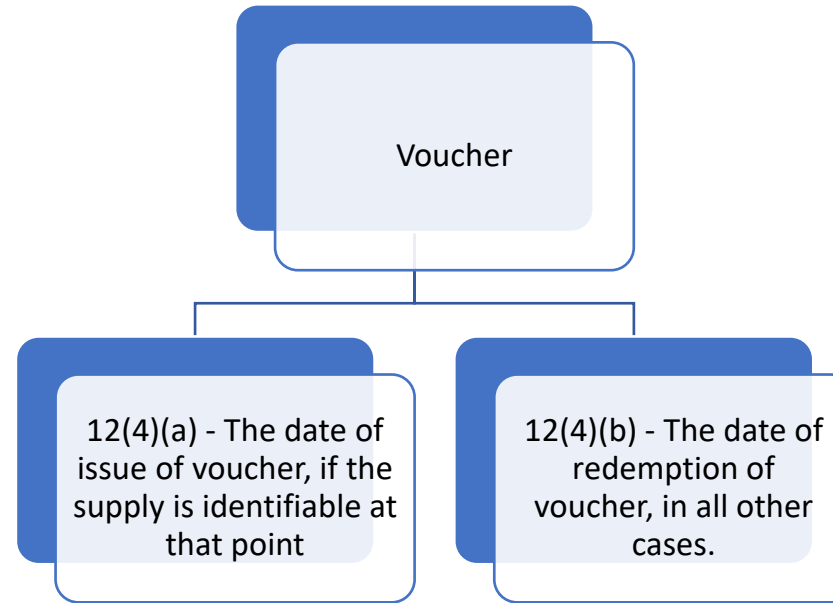 Voucher
12(4)(a) - The date of
issue of voucher, if the
supply is identifiable at
that point
12(4)(b) - The date of
redemption of
voucher, in all other
cases.